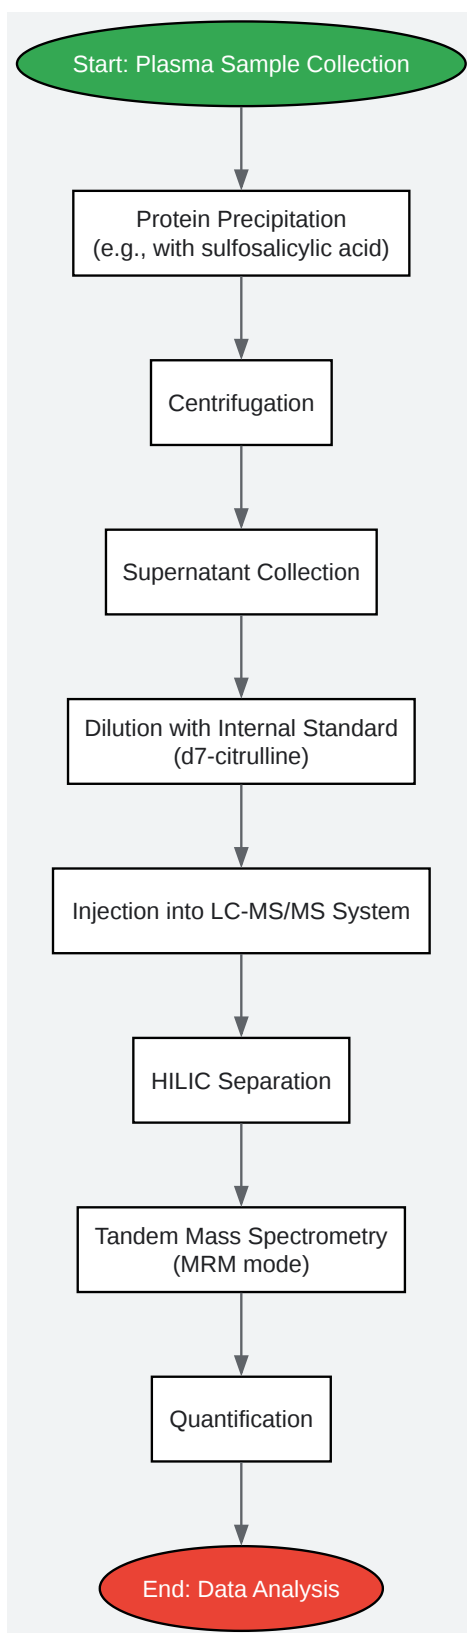 Start: Plasma Sample Collection
Protein Precipitation
(e.g., with sulfosalicylic acid)
Centrifugation
Supernatant Collection
Dilution with Internal Standard
(d7-citrulline)
Injection into LC-MS/MS System
HILIC Separation
Tandem Mass Spectrometry
(MRM mode)
Quantification
End: Data Analysis